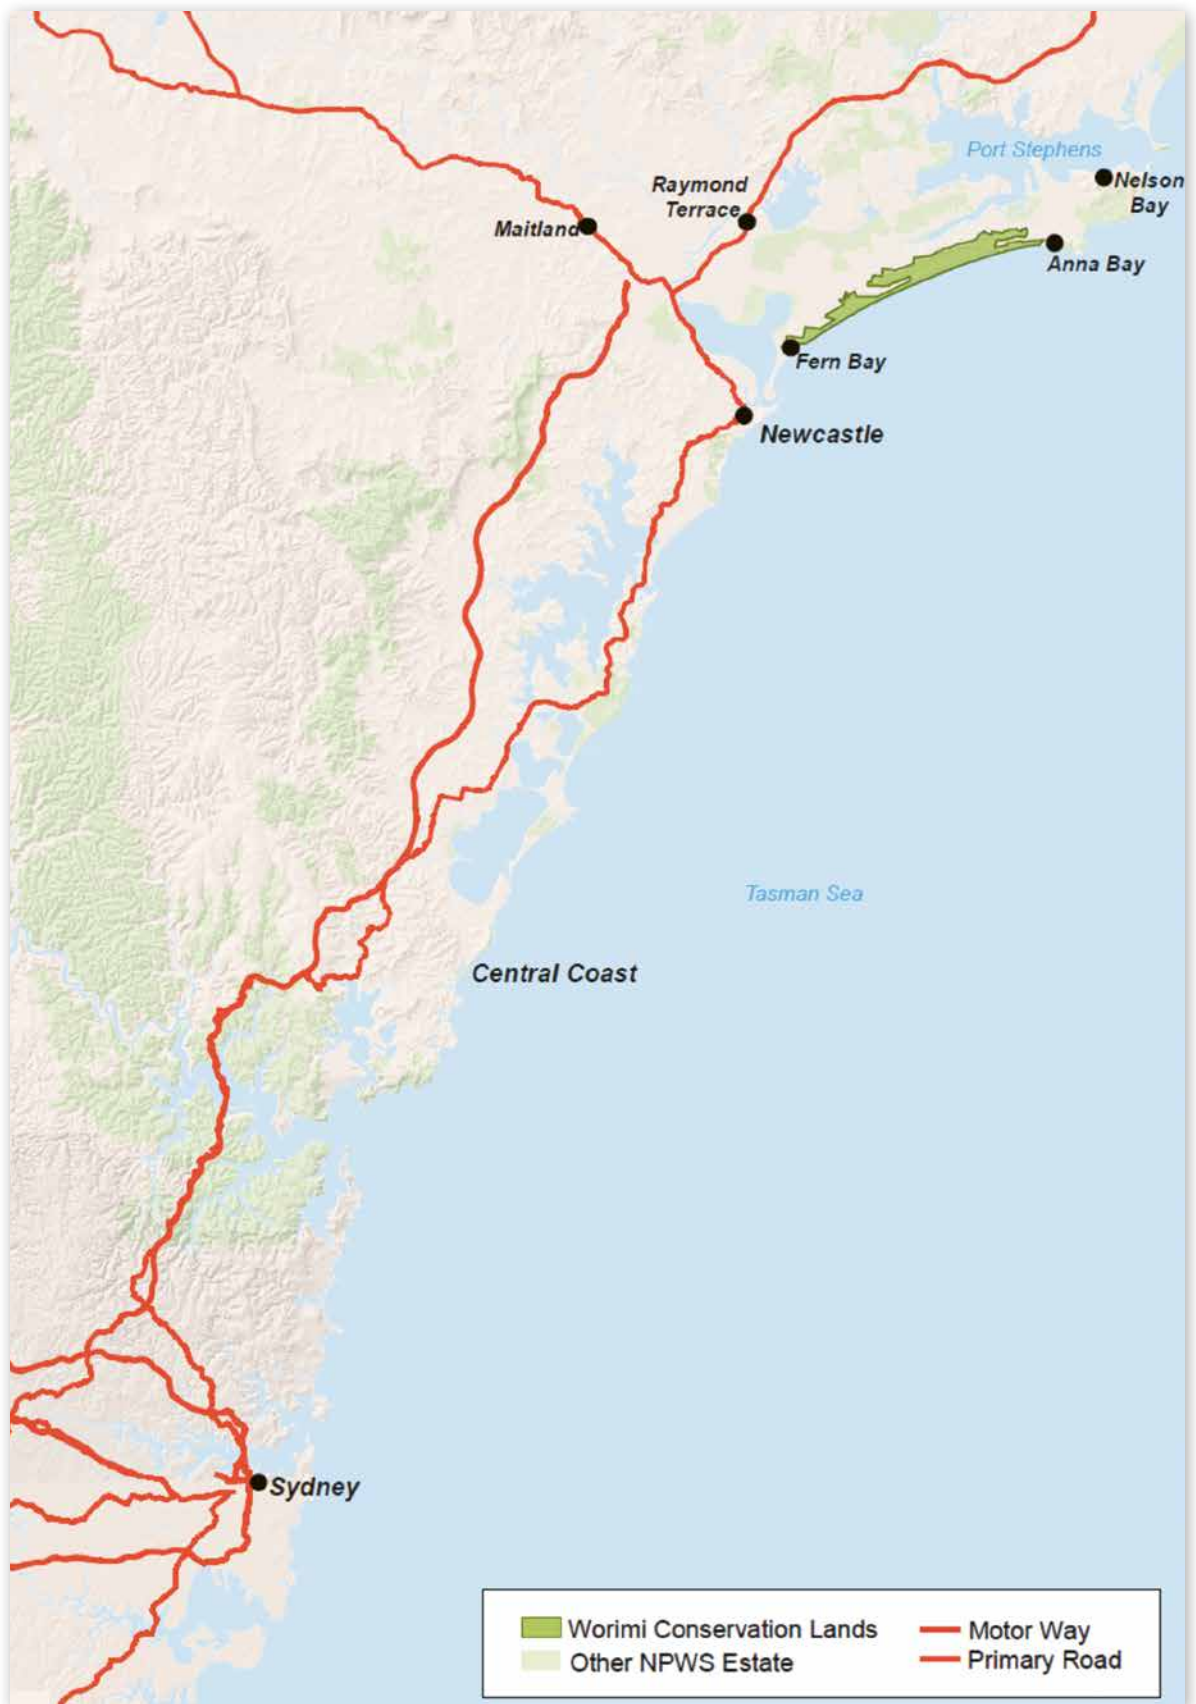 Port Stephens
Nelson
Bay
Raymond
Terrace
Maitland
Anna Bay
Fern Bay
Newcastle
Tasman Sea
Central Coast
Sydney
Worimi Conservation Lands
Other NPWS Estate
Motor Way
Primary Road